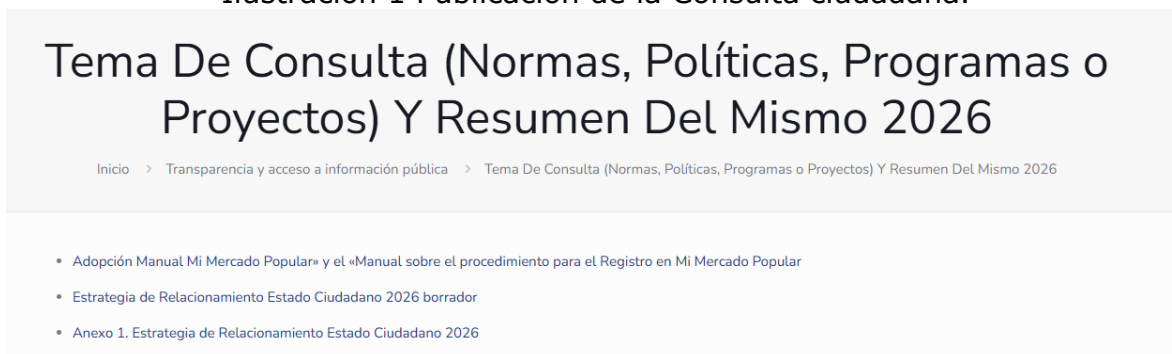 Ilustración 1 Publicación de la Consulta ciudadana.
Tema De Consulta (Normas, Políticas, Programas o
Proyectos) Y Resumen Del Mismo 2026
Inicio > Transparencia y acceso a información pública > Tema De Consulta (Normas, Políticas, Programas o Proyectos) Y Resumen Del Mismo 2026
• Adopción Manual Mi Mercado Popular» y el «Manual sobre el procedimiento para el Registro en Mi Mercado Popular
• Estrategia de Relacionamiento Estado Ciudadano 2026 borrador
• Anexo 1. Estrategia de Relacionamiento Estado Ciudadano 2026